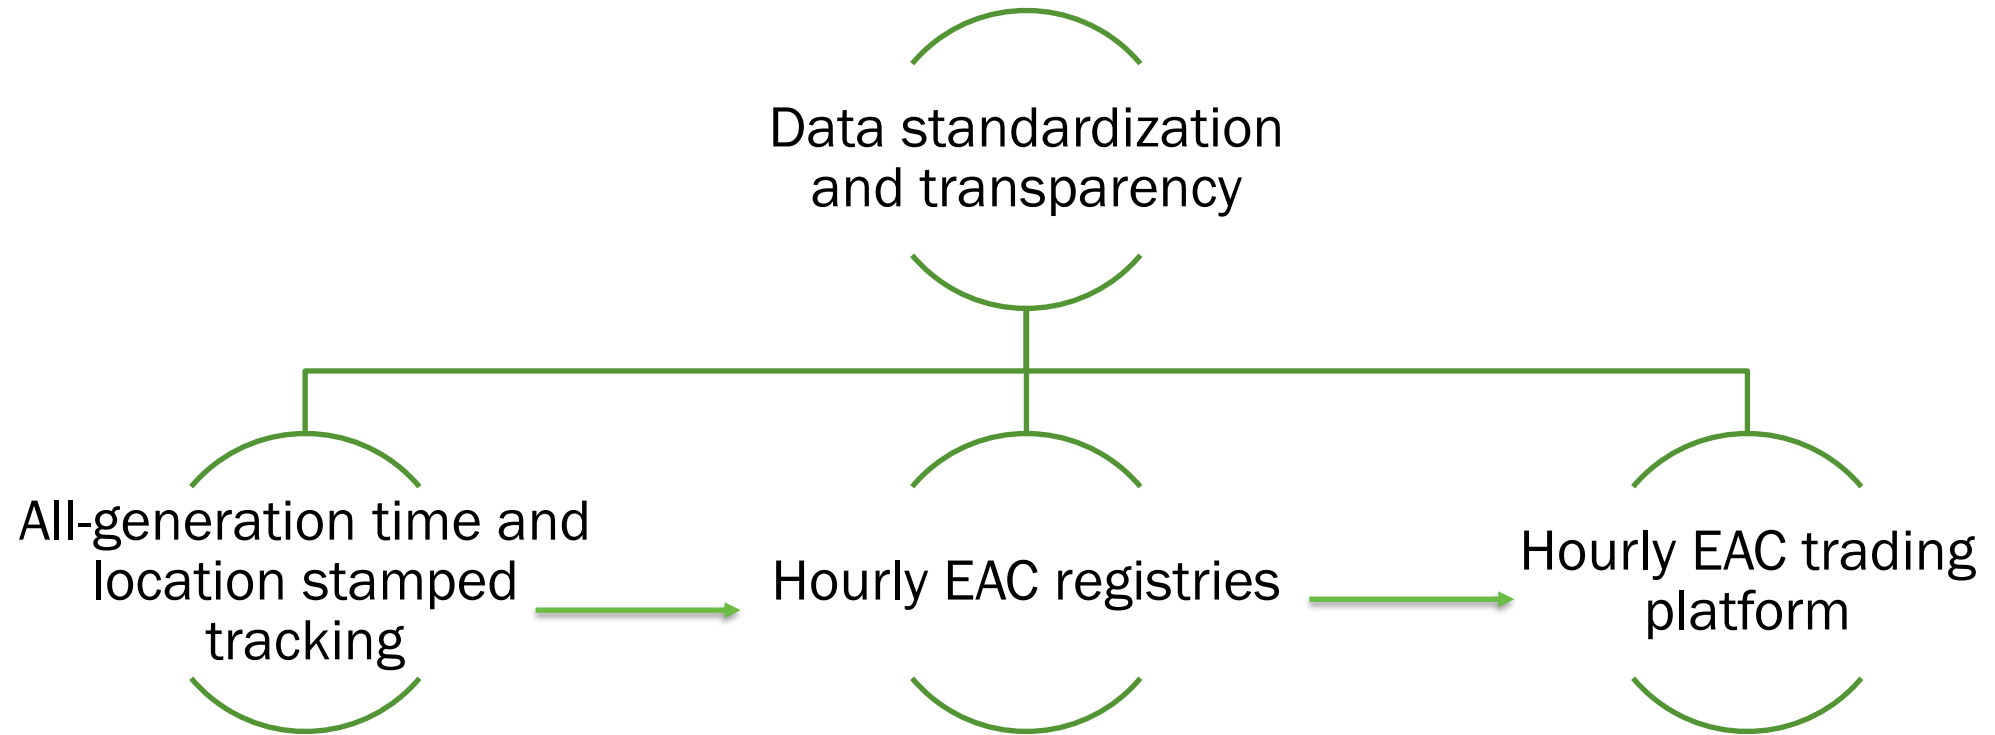 Data standardization
and transparency
All-generation time and
location stamped
tracking
Hourly EAC registries
Hourly EAC trading
platform